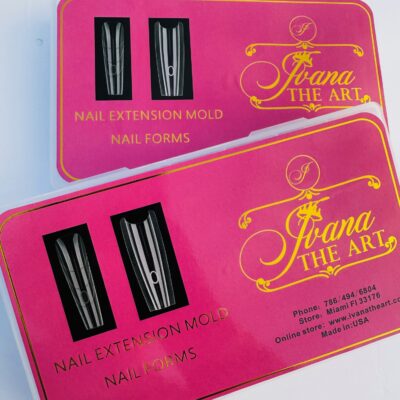 Ivana
THE ART
NAIL EXTENSION MOLD
NAIL FORMS
Ivana
THE ART
Phone: 786/494/6804
Store: Miami Fl 33176
Online store: www.ivanatheart.co
Made in:USA
NAIL EXTENSION MOLD
NAIL FORMS